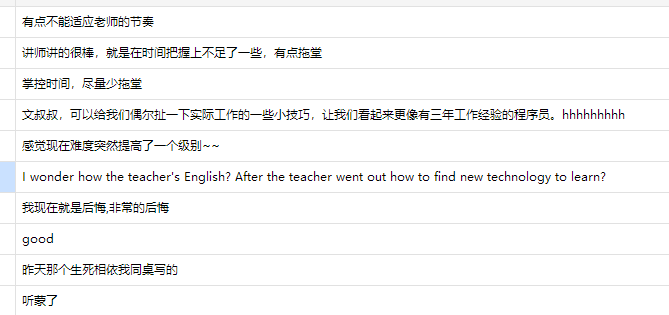 有点不能适应老师的节奏
讲师讲的很棒，就是在时间把握上不足了一些，有点拖堂
掌控时间，尽量少拖堂
文叔叔，可以给我们偶尔扯一下实际工作的一些小技巧，让我们看起来更像有三年工作经验的程序员。hhhhhhhhh
感觉现在难度突然提高了一个级别~~
I wonder how the teacher's English? After the teacher went out how to find new technology to learn?
我现在就是后悔,非常的后悔
good
昨天那个生死相依我同桌写的
听蒙了